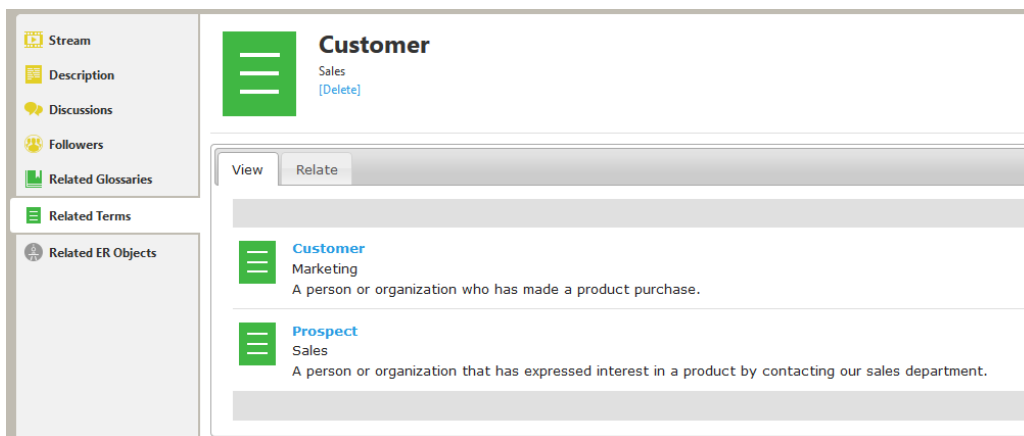 Stream
Description
Discussions
Followers
Related Glossaries
Related Terms
Related ER Objects
Customer
Sales
[Delete]
View Relate
Customer
Marketing
A person or organization who has made a product purchase.
Prospect
Sales
A person or organization that has expressed interest in a product by contacting our sales department.